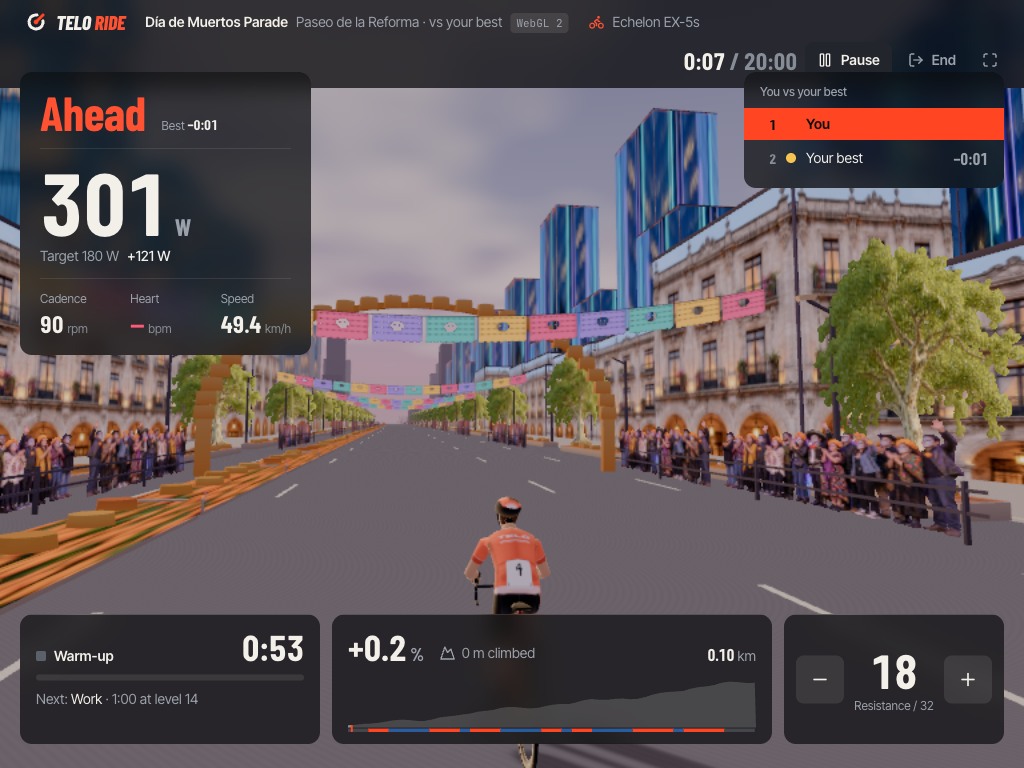 TELO RIDE Día de Muertos Parade Paseo de la Reforma · vs your best WebGL 2 Echelon EX-5s
0:07 / 20:00 Pause End
Ahead Best −0:01
301 W
Target 180 W +121 W
Cadence Heart Speed
90 rpm — bpm 49.4 km/h
You vs your best
1 You
2 Your best −0:01
TELO
4
Warm-up 0:53
Next: Work · 1:00 at level 14
+0.2 % 0 m climbed 0.10 km
− 18 +
Resistance / 32